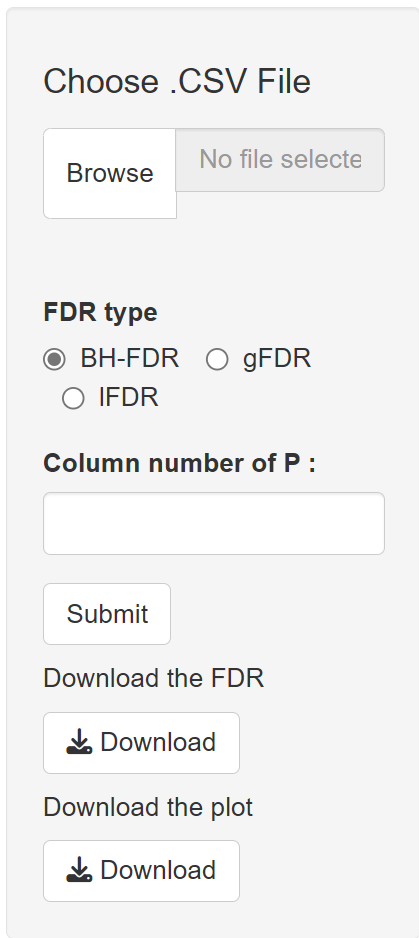 Choose .CSV File
Browse No file selecte
FDR type
BH-FDR gFDR
lFDR
Column number of P :
Submit
Download the FDR
Download
Download the plot
Download